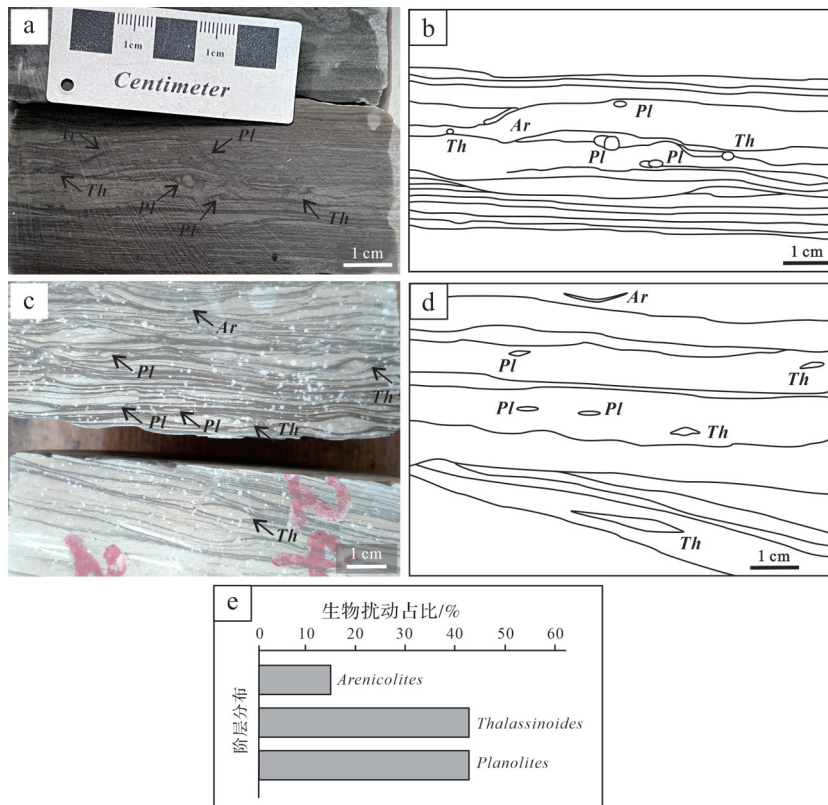 a
1cm
1cm
Centimeter
Ar
Pl
Th
Pl
Pl
Th
1 cm
b
Pl
Ar
Th
Pl
Pl
Th
1 cm
c
Ar
Pl
Th
Pl
Pl
Th
Th
1 cm
d
Ar
Pl
Th
Pl
Pl
Th
Th
1 cm
e
生物扰动占比/%
0 10 20 30 40 50 60
阶层分布
Arenicolites
Thalassinoides
Planolites